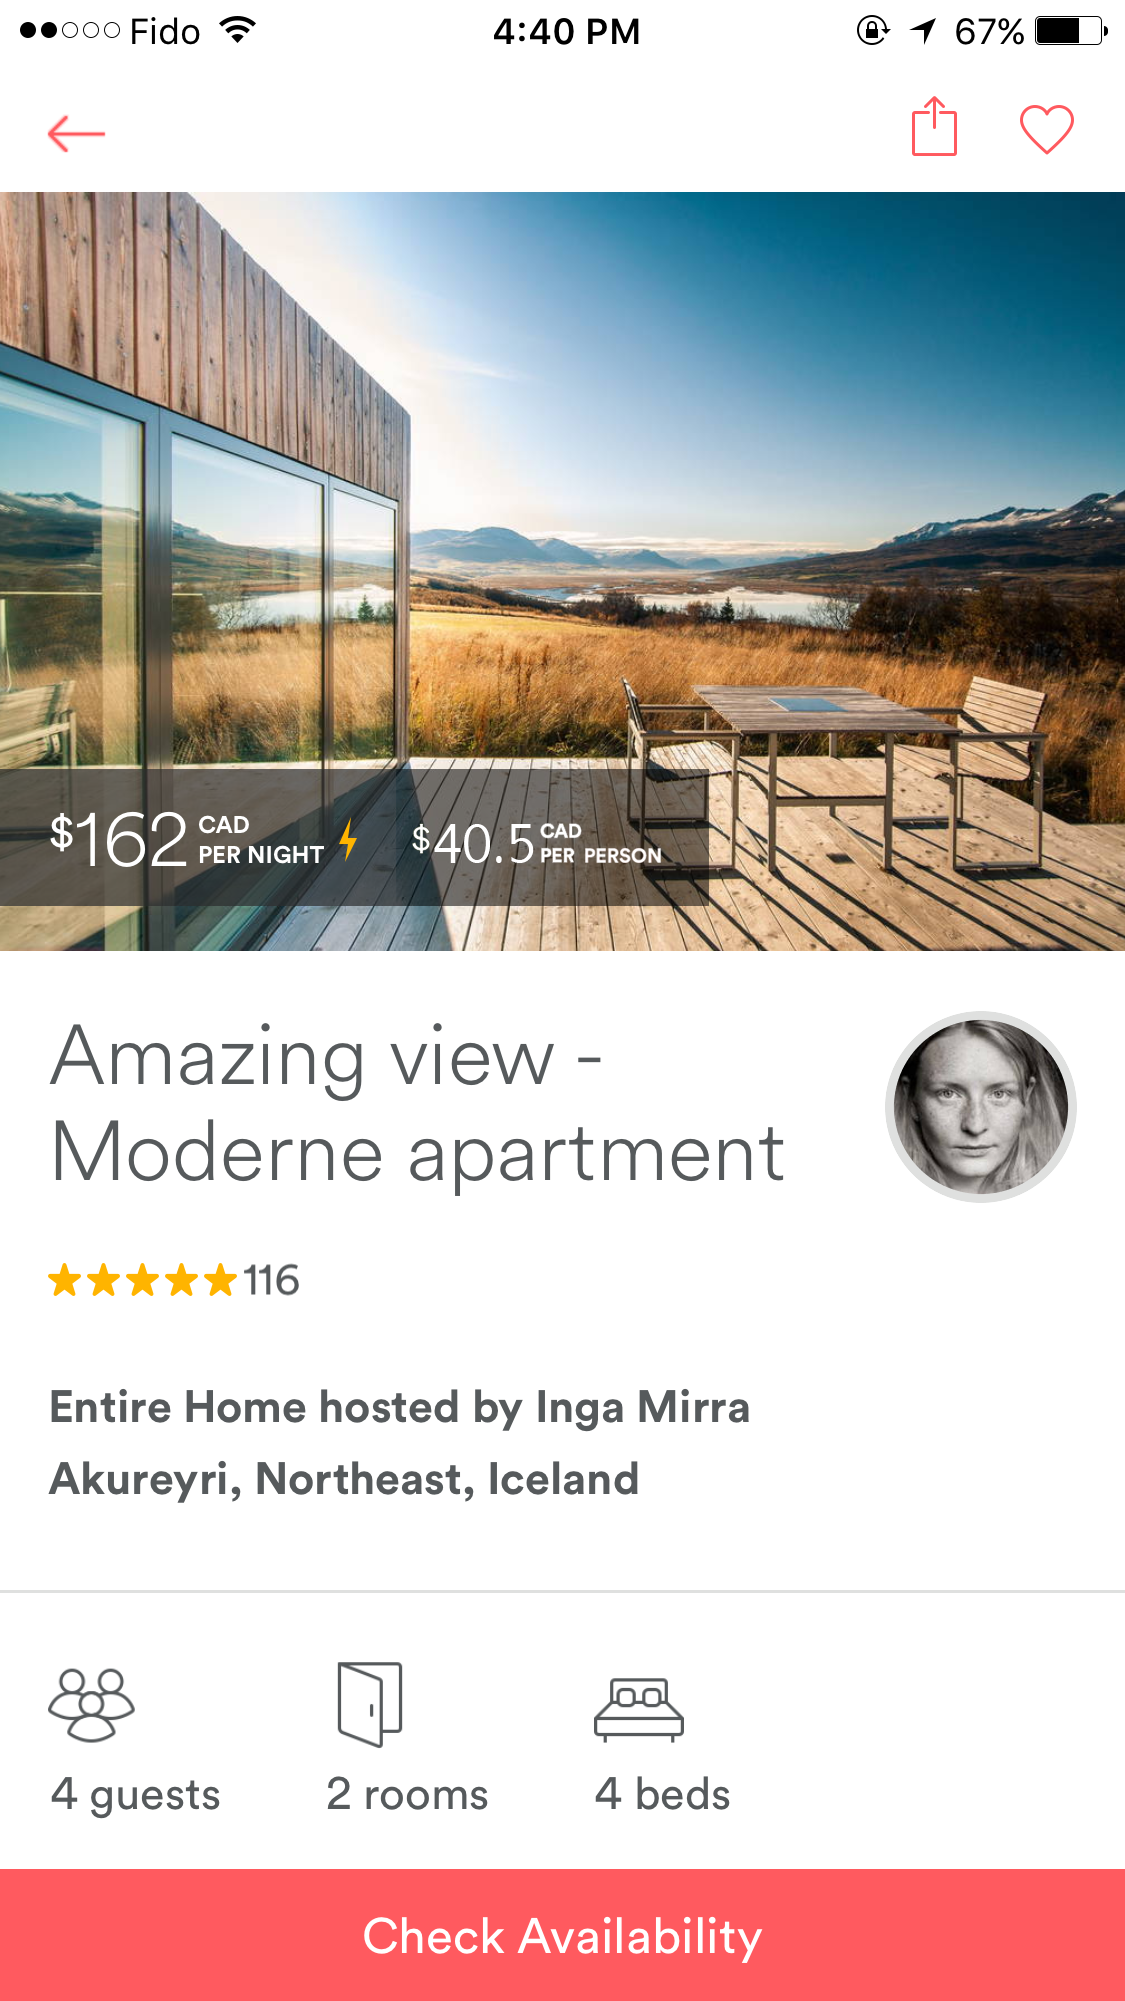 Fido 4:40 PM 67%
$162 CAD PER NIGHT $40.5 CAD PER PERSON
Amazing view -
Moderne apartment
116
Entire Home hosted by Inga Mirra
Akureyri, Northeast, Iceland
4 guests 2 rooms 4 beds
Check Availability